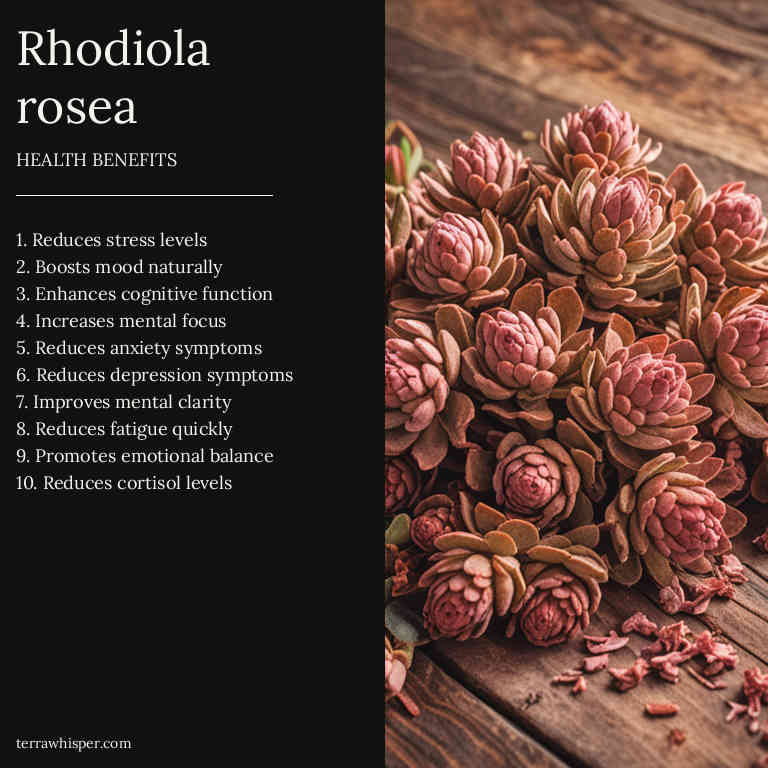 Rhodiola
rosea
HEALTH BENEFITS
1. Reduces stress levels
2. Boosts mood naturally
3. Enhances cognitive function
4. Increases mental focus
5. Reduces anxiety symptoms
6. Reduces depression symptoms
7. Improves mental clarity
8. Reduces fatigue quickly
9. Promotes emotional balance
10. Reduces cortisol levels
terrawhisper.com